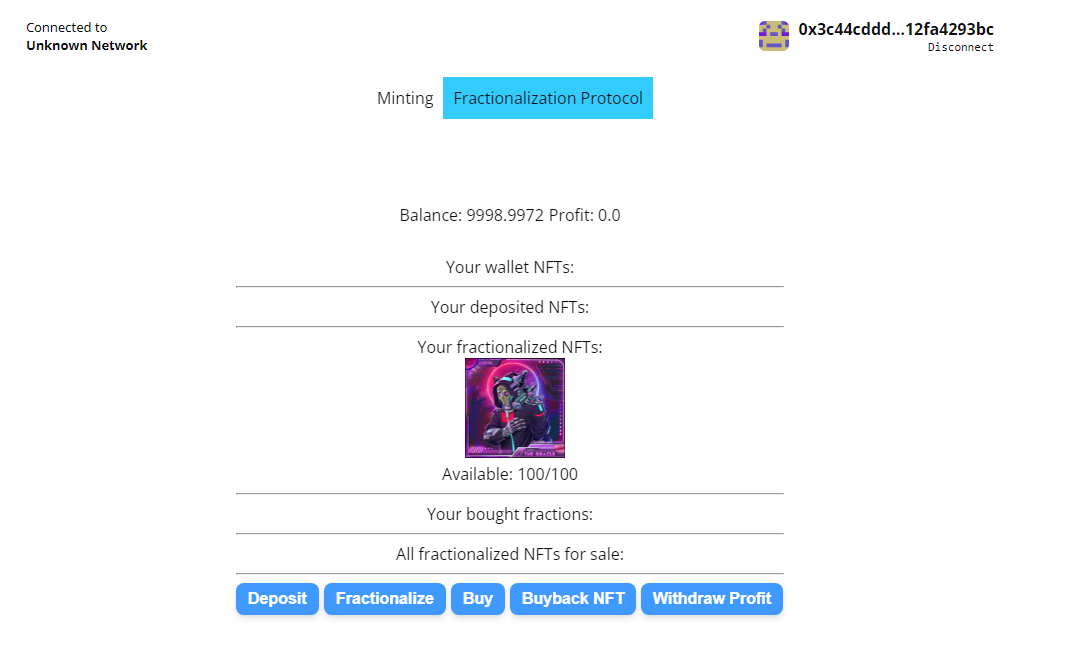 Connected to
Unknown Network
0x3c44cddd...12fa4293bc
Disconnect
Minting
Fractionalization Protocol
Balance: 9998.9972 Profit: 0.0
Your wallet NFTs:
Your deposited NFTs:
Your fractionalized NFTs:
THE ORACLE
Available: 100/100
Your bought fractions:
All fractionalized NFTs for sale:
Deposit
Fractionalize
Buy
Buyback NFT
Withdraw Profit